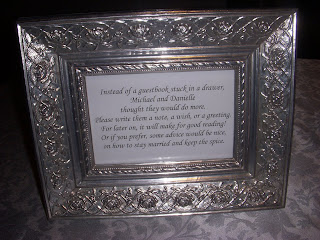 Instead of a guestbook stuck in a drawer,
Michael and Danielle
thought they would do more.
Please write them a note, a wish, or a greeting.
For later on, it will make for good reading!
Or if you prefer, some advice would be nice,
on how to stay married and keep the spice.